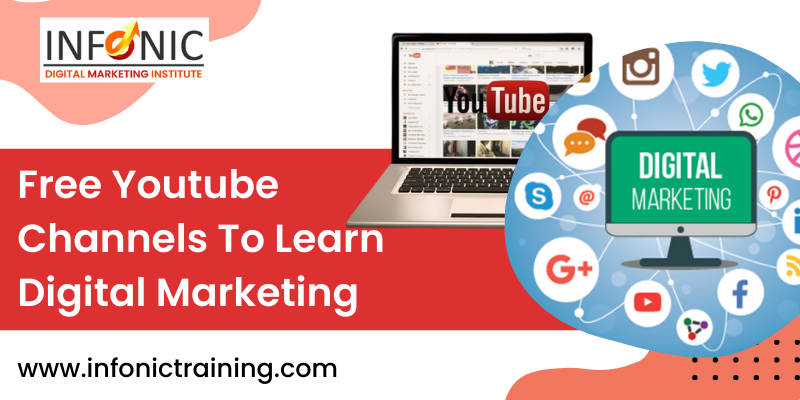 INFONIC
DIGITAL MARKETING INSTITUTE
YouTube
DIGITAL
MARKETING
Free Youtube
Channels To Learn
Digital Marketing
www.infonictraining.com